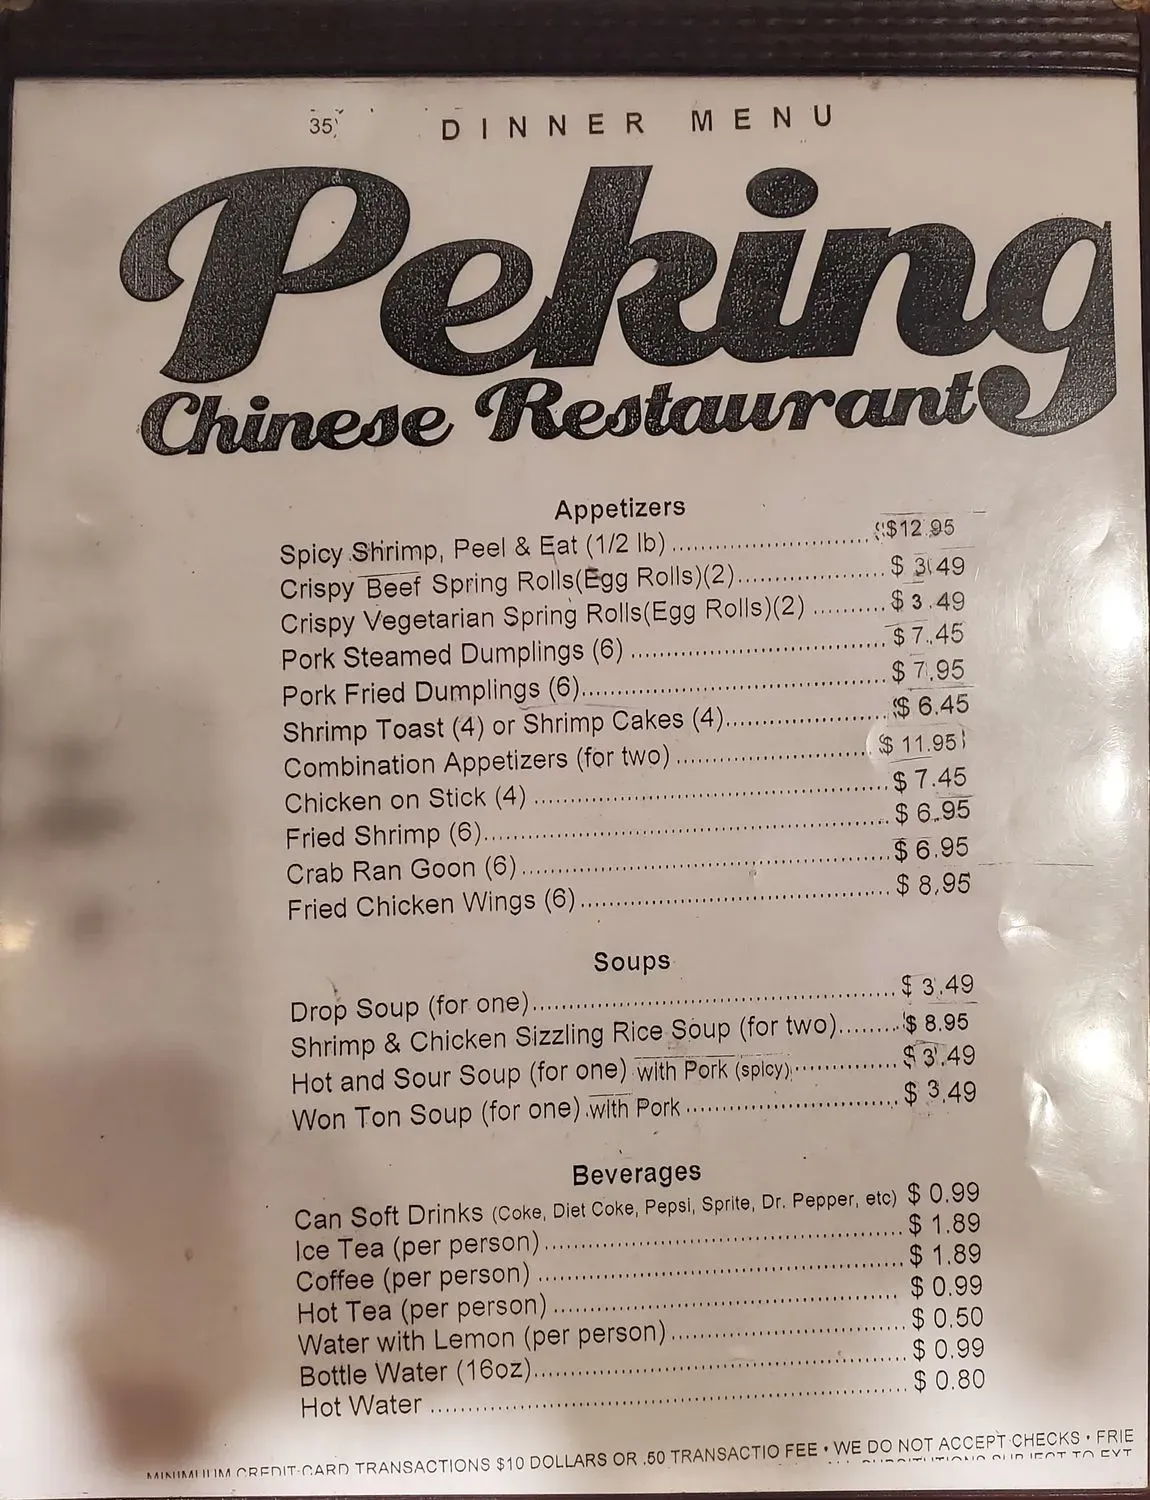 35
DINNER MENU
Peking
Chinese Restaurant
Appetizers
Spicy Shrimp, Peel & Eat (1/2 lb)..............................$12.95
Crispy Beef Spring Rolls(Egg Rolls)(2)......................$ 3.49
Crispy Vegetarian Spring Rolls(Egg Rolls)(2) ..........$ 3.49
Pork Steamed Dumplings (6) ....................................$ 7.45
Pork Fried Dumplings (6)...........................................$ 7.95
Shrimp Toast (4) or Shrimp Cakes (4).......................$ 6.45
Combination Appetizers (for two) ...........................$ 11.95
Chicken on Stick (4) ..................................................$ 7.45
Fried Shrimp (6).........................................................$ 6.95
Crab Ran Goon (6).....................................................$ 6.95
Fried Chicken Wings (6).............................................$ 8.95
Soups
Drop Soup (for one)...................................................$ 3.49
Shrimp & Chicken Sizzling Rice Soup (for two)........$ 8.95
Hot and Sour Soup (for one) with Pork (spicy)..............$ 3.49
Won Ton Soup (for one) with Pork ..............................$ 3.49
Beverages
Can Soft Drinks (Coke, Diet Coke, Pepsi, Sprite, Dr. Pepper, etc) $ 0.99
Ice Tea (per person)...................................................$ 1.89
Coffee (per person) ...................................................$ 1.89
Hot Tea (per person) .................................................$ 0.99
Water with Lemon (per person)..................................$ 0.50
Bottle Water (16oz)....................................................$ 0.99
Hot Water ..................................................................$ 0.80
MINIMUUM CREDIT CARD TRANSACTIONS $10 DOLLARS OR .50 TRANSACTIO FEE • WE DO NOT ACCEPT CHECKS • FRIE